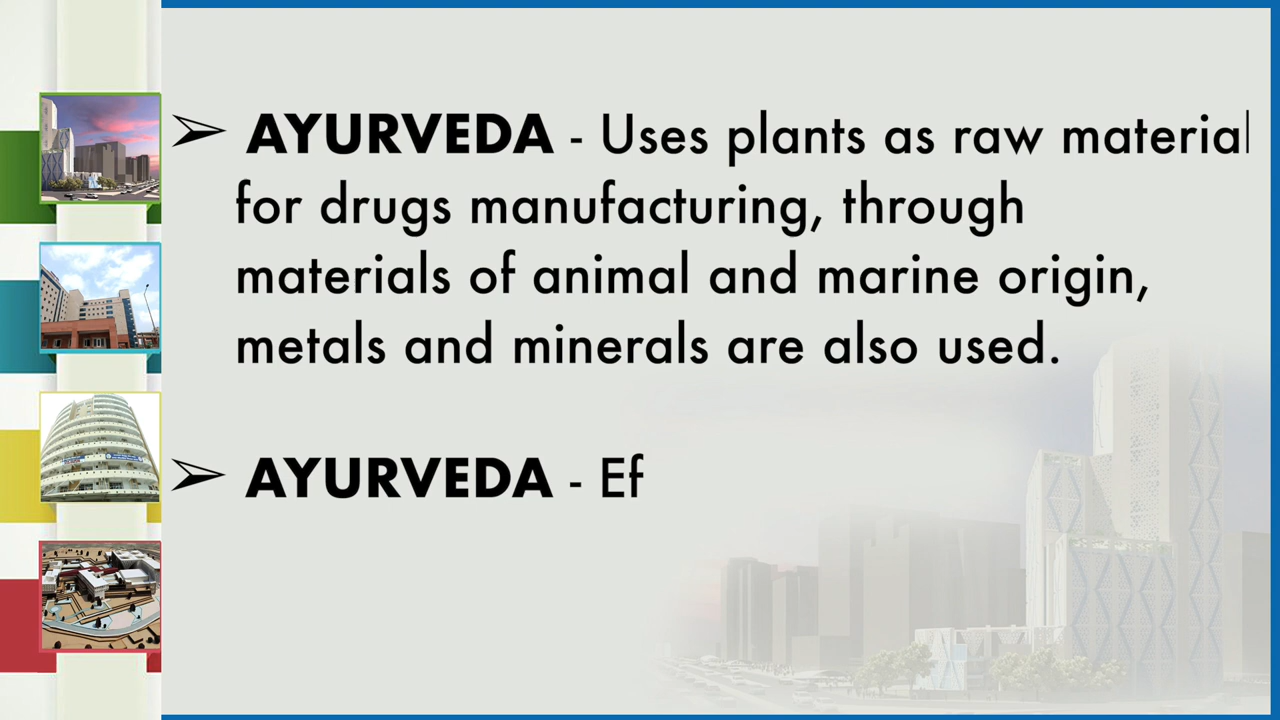 ➢ AYURVEDA - Uses plants as raw material
for drugs manufacturing, through
materials of animal and marine origin,
metals and minerals are also used.
➢ AYURVEDA - Ef